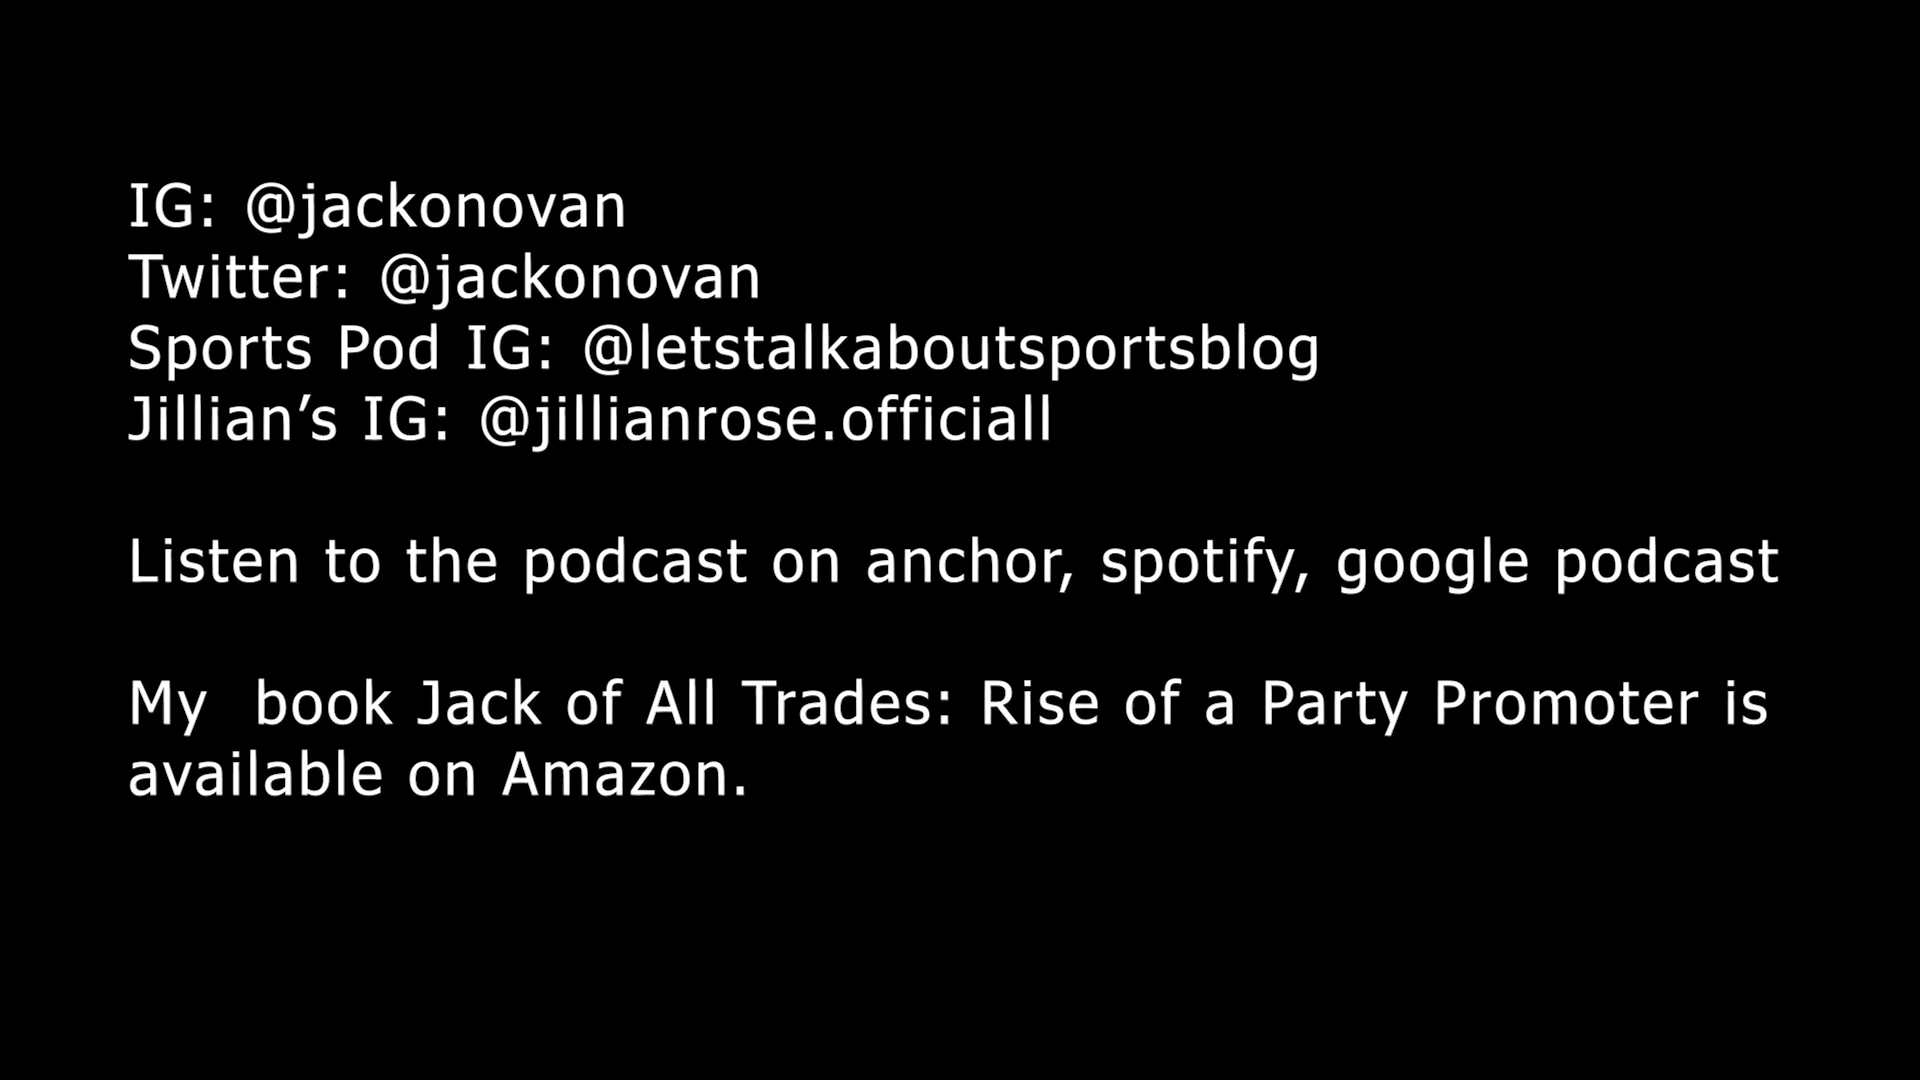 IG: @jackonovan
Twitter: @jackonovan
Sports Pod IG: @letstalkaboutsportsblog
Jillian’s IG: @jillianrose.officiall
Listen to the podcast on anchor, spotify, google podcast
My  book Jack of All Trades: Rise of a Party Promoter is
available on Amazon.